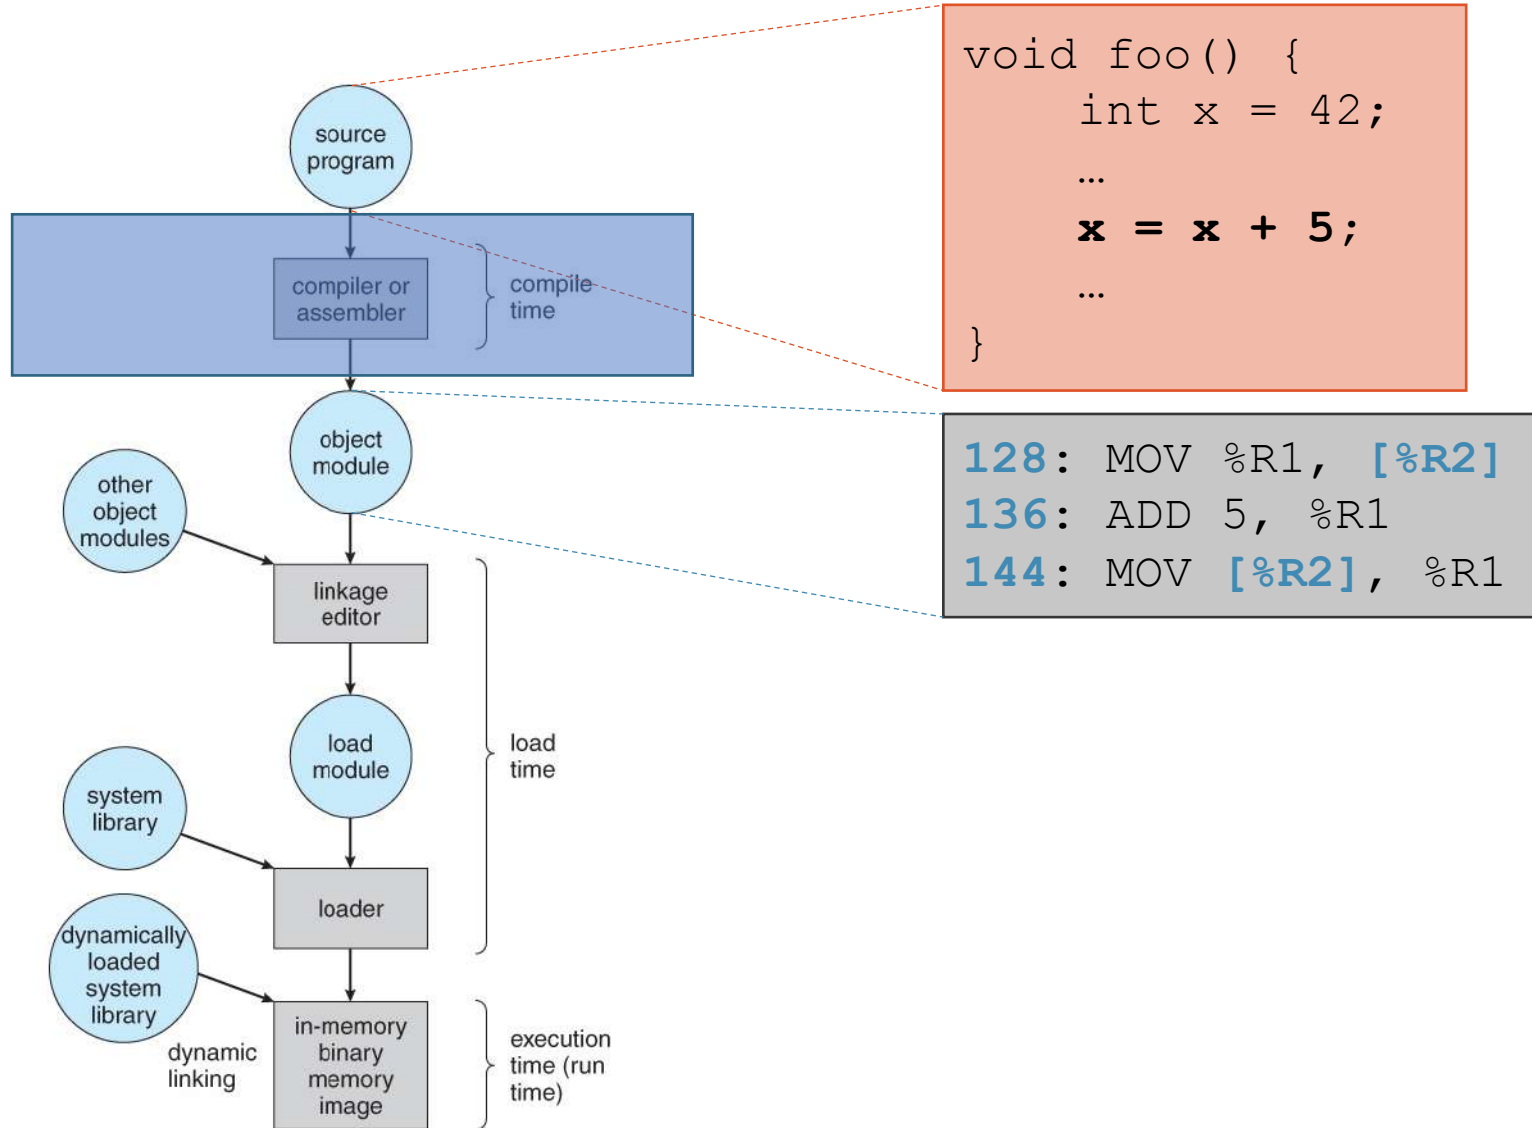 source
program
compiler or
assembler
compile
time
object
module
other
object
modules
linkage
editor
load
module
load
time
system
library
loader
dynamically
loaded
system
library
dynamic
linking
in-memory
binary
memory
image
execution
time (run
time)
void foo() {
int x = 42;
…
x = x + 5;
…
}
128: MOV %R1, [%R2]
136: ADD 5, %R1
144: MOV [%R2], %R1